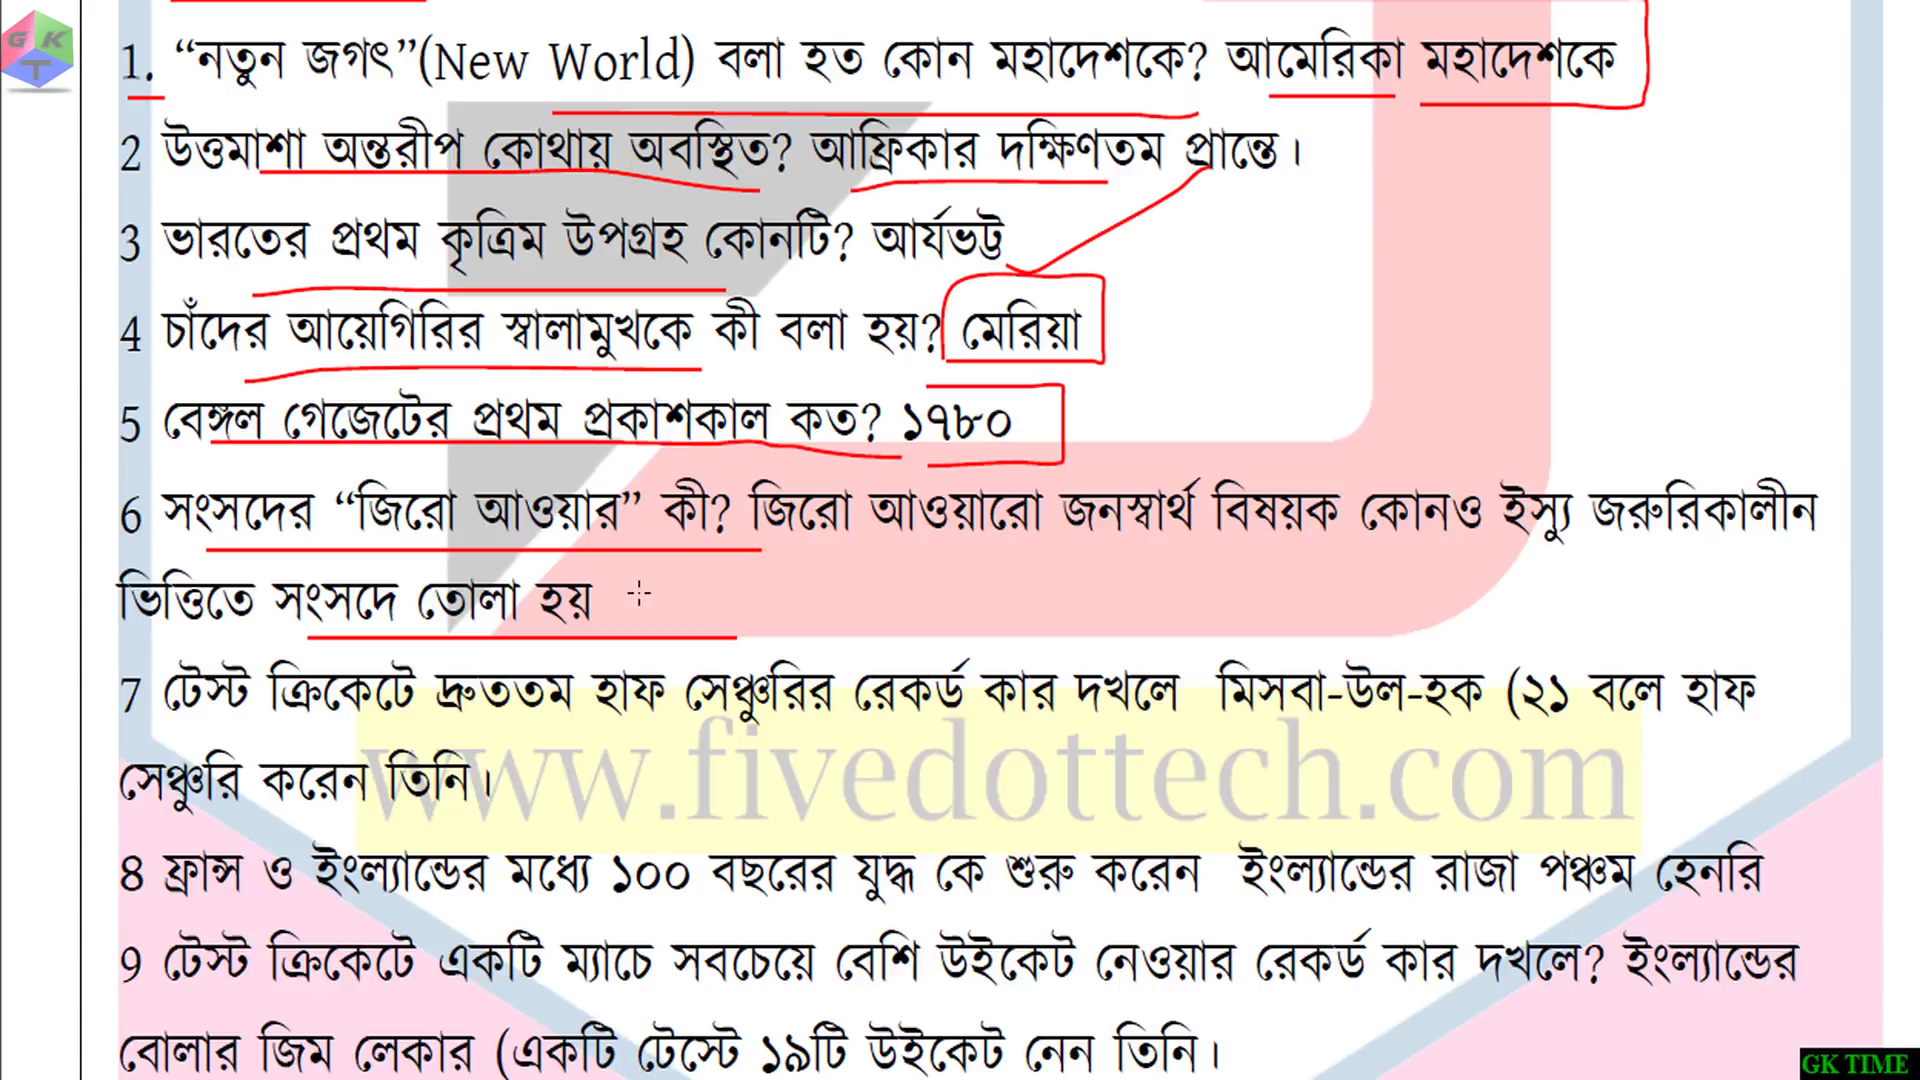 GKT
1. “নতুন জগৎ”(New World) বলা হত কোন মহাদেশকে? আমেরিকা মহাদেশকে
2 উত্তমাশা অন্তরীপ কোথায় অবস্থিত? আফ্রিকার দক্ষিণতম প্রান্তে।
3 ভারতের প্রথম কৃত্রিম উপগ্রহ কোনটি? আর্যভট্ট
4 চাঁদের আয়েগিরির স্বালামুখকে কী বলা হয়? মেরিয়া
5 বেঙ্গল গেজেটের প্রথম প্রকাশকাল কত? ১৭৮০
6 সংসদের “জিরো আওয়ার” কী? জিরো আওয়ারো জনস্বার্থ বিষয়ক কোনও ইস্যু জরুরিকালীন
ভিত্তিতে সংসদে তোলা হয়
7 টেস্ট ক্রিকেটে দ্রুততম হাফ সেঞ্চুরির রেকর্ড কার দখলে মিসবা-উল-হক (২১ বলে হাফ
সেঞ্চুরি করেন তিনি।
www.fivedottech.com
8 ফ্রান্স ও ইংল্যান্ডের মধ্যে ১০০ বছরের যুদ্ধ কে শুরু করেন ইংল্যান্ডের রাজা পঞ্চম হেনরি
9 টেস্ট ক্রিকেটে একটি ম্যাচে সবচেয়ে বেশি উইকেট নেওয়ার রেকর্ড কার দখলে? ইংল্যান্ডের
বোলার জিম লেকার (একটি টেস্টে ১৯টি উইকেট নেন তিনি।
GK TIME